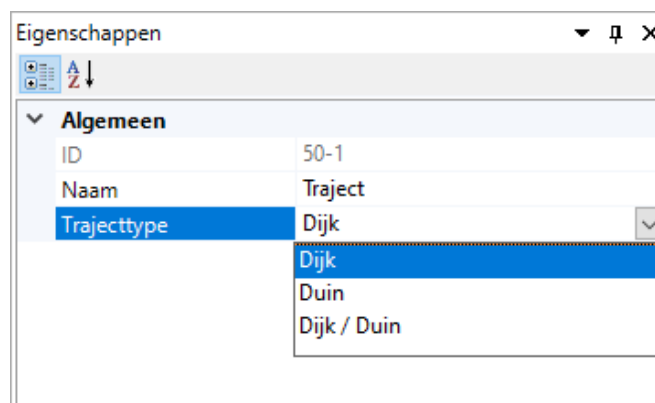 Eigenschappen
A
Z
Algemeen
ID 50-1
Naam Traject
Trajecttype Dijk
Dijk
Duin
Dijk / Duin